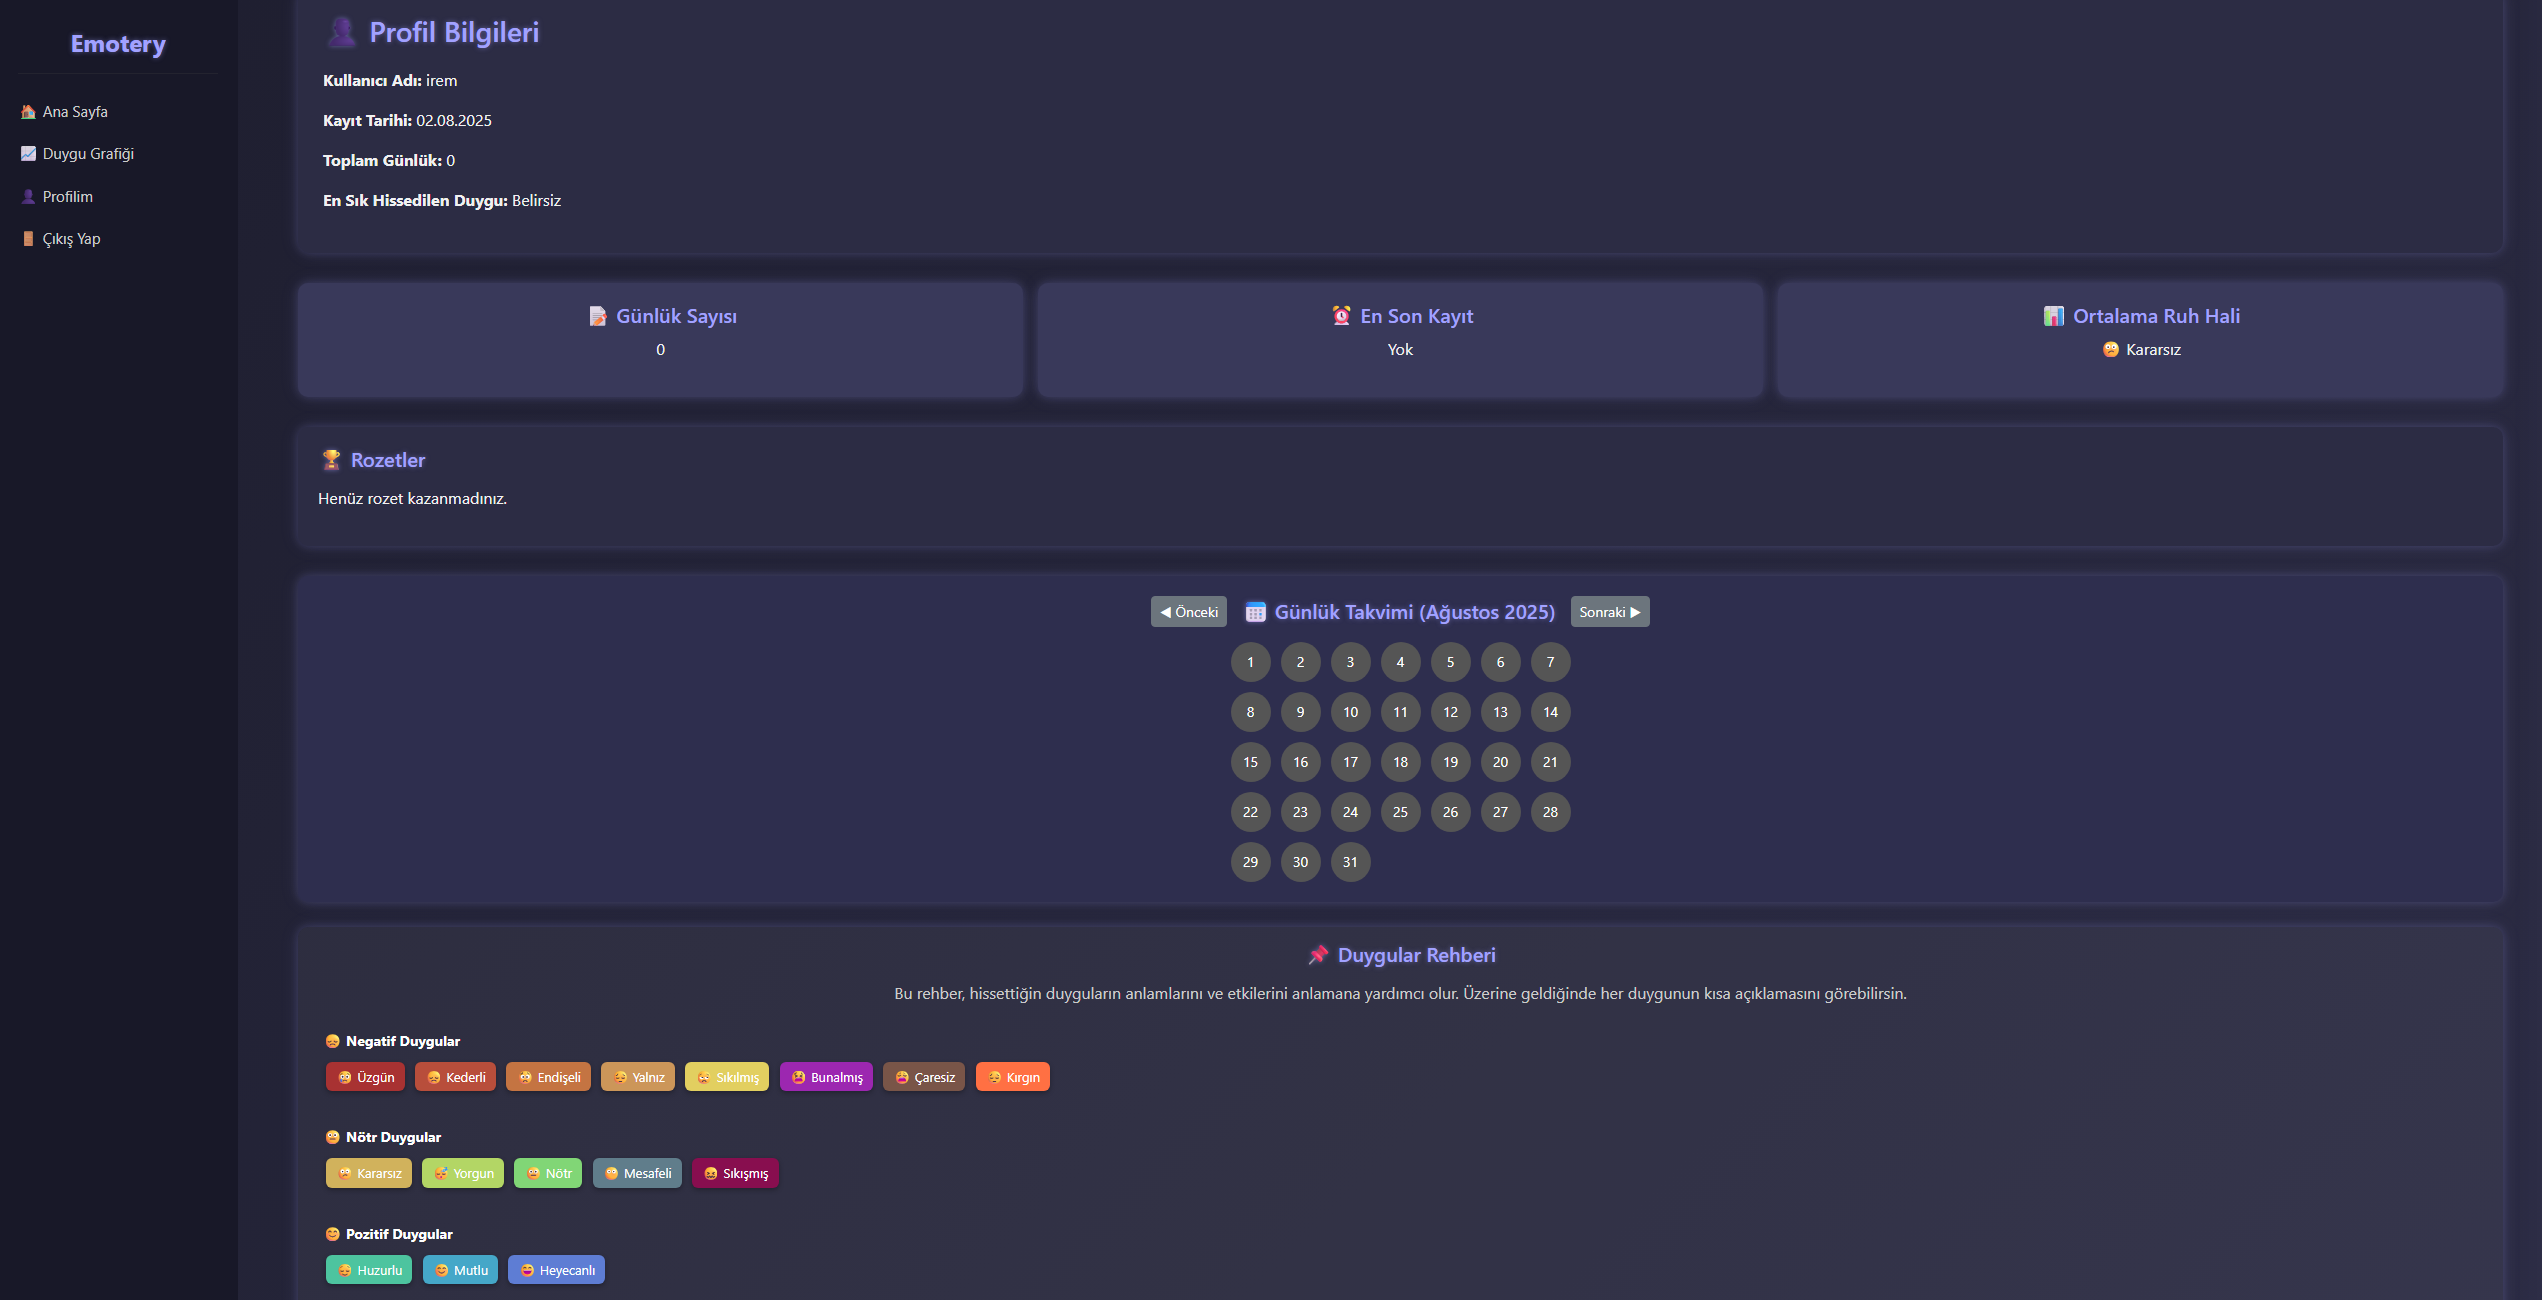 Emotery
Ana Sayfa
Duygu Grafiği
Profilim
Çıkış Yap
Profil Bilgileri
Kullanıcı Adı: irem
Kayıt Tarihi: 02.08.2025
Toplam Günlük: 0
En Sık Hissedilen Duygu: Belirsiz
Günlük Sayısı
0
En Son Kayıt
Yok
Ortalama Ruh Hali
Kararsız
Rozetler
Henüz rozet kazanmadınız.
◀ Önceki
Günlük Takvimi (Ağustos 2025)
Sonraki ▶
1 2 3 4 5 6 7
8 9 10 11 12 13 14
15 16 17 18 19 20 21
22 23 24 25 26 27 28
29 30 31
Duygular Rehberi
Bu rehber, hissettiğin duyguların anlamlarını ve etkilerini anlamana yardımcı olur. Üzerine geldiğinde her duygunun kısa açıklamasını görebilirsin.
Negatif Duygular
Üzgün Kederli Endişeli Yalnız Sıkılmış Bunalmış Çaresiz Kırgın
Nötr Duygular
Kararsız Yorgun Nötr Mesafeli Sıkışmış
Pozitif Duygular
Huzurlu Mutlu Heyecanlı